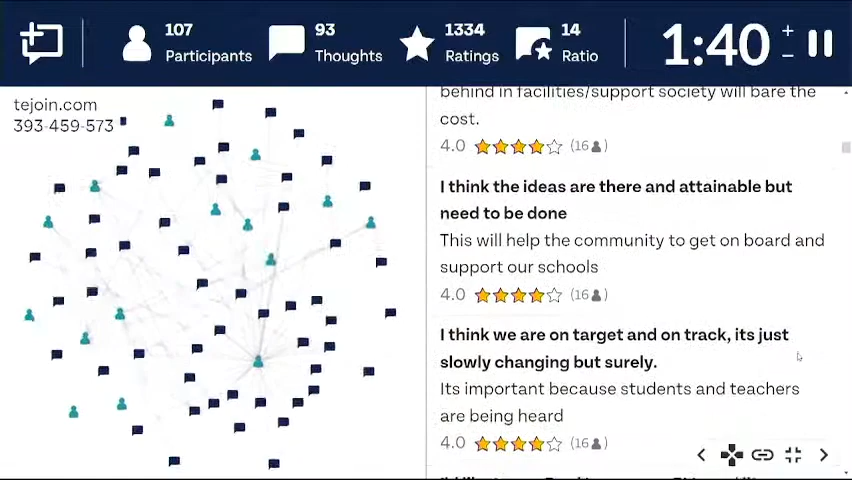 107
Participants
93
Thoughts
1334
Ratings
14
Ratio
1:40
tejoin.com
393-459-573
behind in facilities/support society will bare the
cost.
4.0 (16)
I think the ideas are there and attainable but
need to be done
This will help the community to get on board and
support our schools
4.0 (16)
I think we are on target and on track, its just
slowly changing but surely.
Its important because students and teachers
are being heard
4.0 (16)